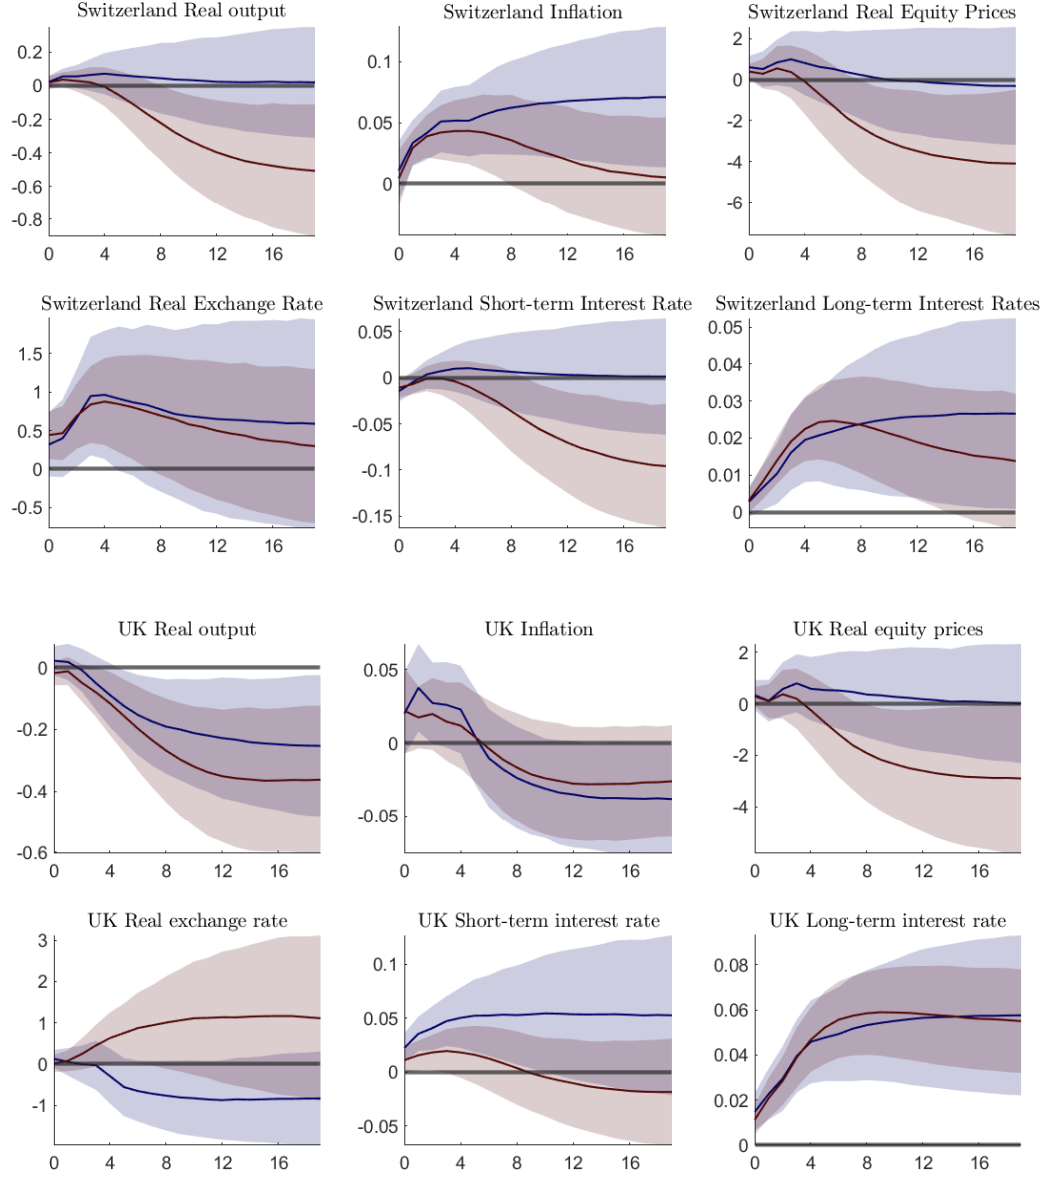 Switzerland Real output
Switzerland Inflation
Switzerland Real Equity Prices
0.2
0
-0.2
-0.4
-0.6
-0.8
0 4 8 12 16
0.1
0.05
0
0 4 8 12 16
2
0
-2
-4
-6
0 4 8 12 16
Switzerland Real Exchange Rate
Switzerland Short-term Interest Rate
Switzerland Long-term Interest Rates
1.5
1
0.5
0
-0.5
0 4 8 12 16
0.05
0
-0.05
-0.1
-0.15
0 4 8 12 16
0.05
0.04
0.03
0.02
0.01
0
0 4 8 12 16
UK Real output
UK Inflation
UK Real equity prices
0
-0.2
-0.4
-0.6
0 4 8 12 16
0.05
0
-0.05
0 4 8 12 16
2
0
-2
-4
0 4 8 12 16
UK Real exchange rate
UK Short-term interest rate
UK Long-term interest rate
3
2
1
0
-1
0 4 8 12 16
0.1
0.05
0
-0.05
0 4 8 12 16
0.08
0.06
0.04
0.02
0
0 4 8 12 16